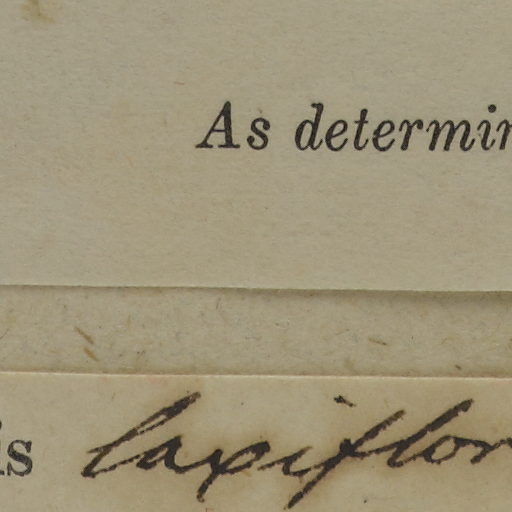 As determin
is laxiflor